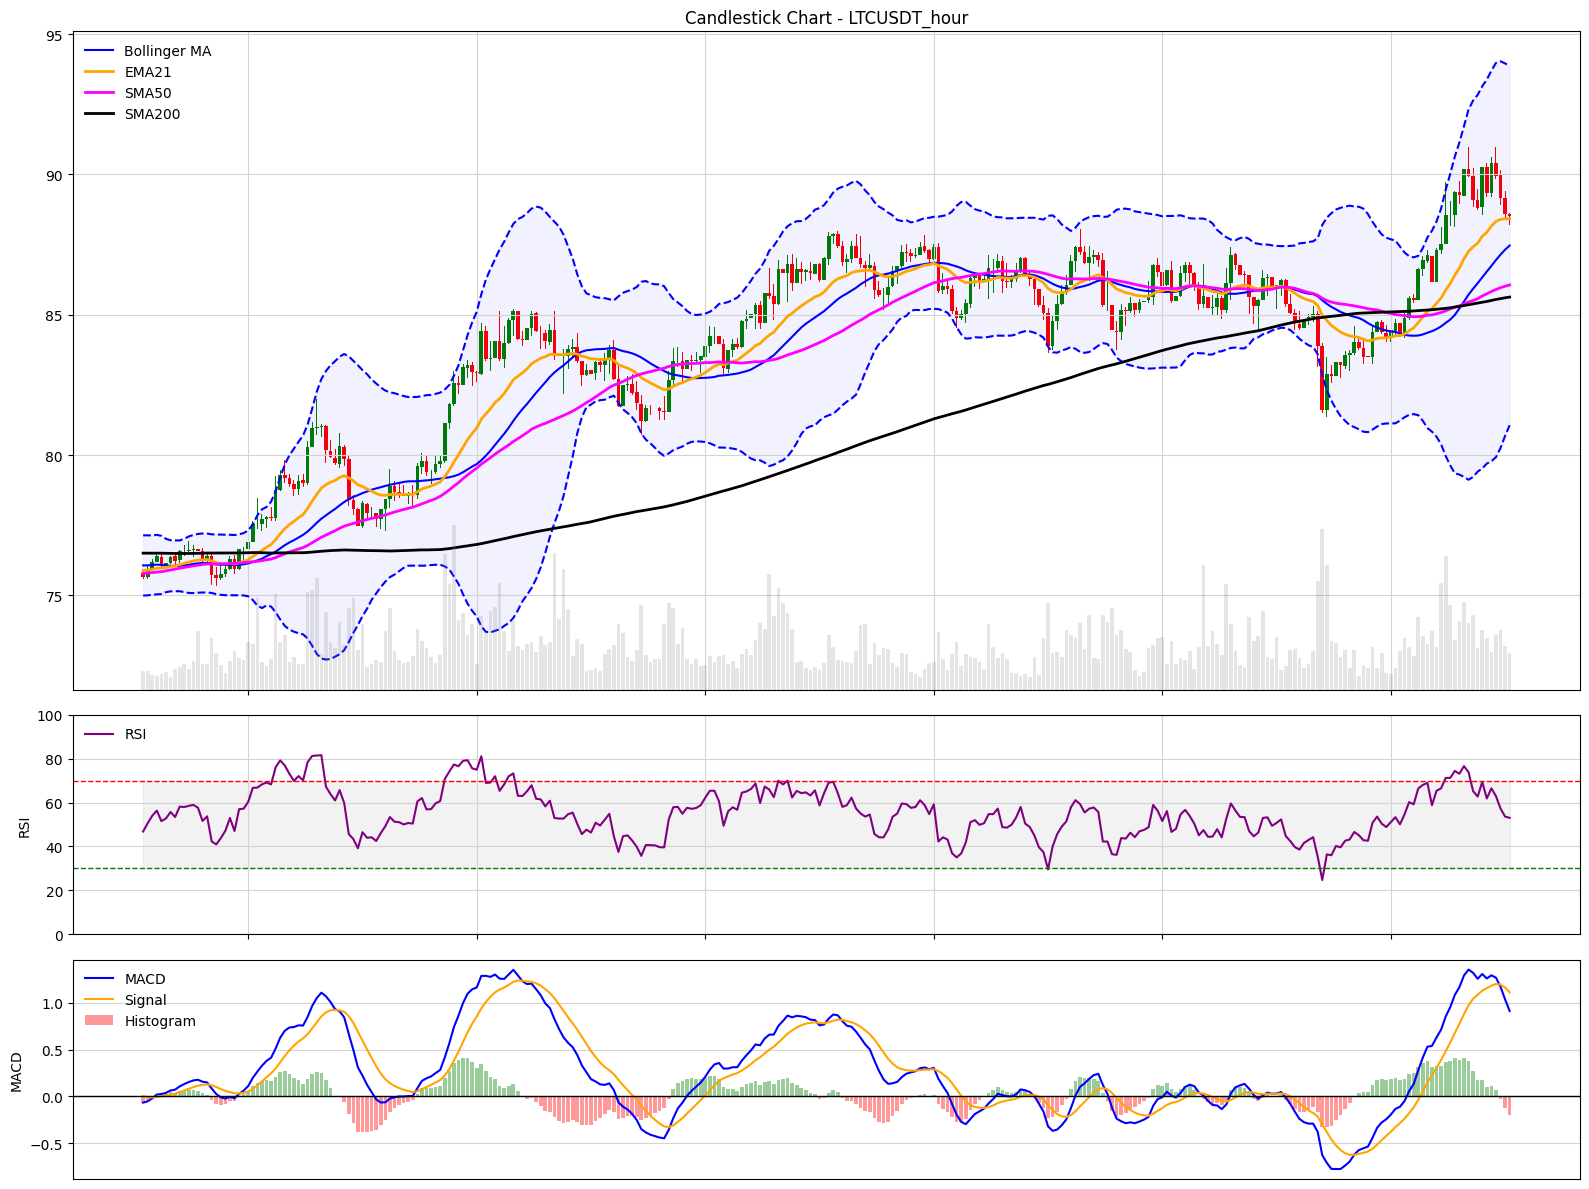 Candlestick Chart - LTCUSDT_hour
95
90
85
80
75
Bollinger MA
EMA21
SMA50
SMA200
100
80
60
40
20
0
RSI
RSI
1.0
0.5
0.0
−0.5
MACD
MACD
Signal
Histogram